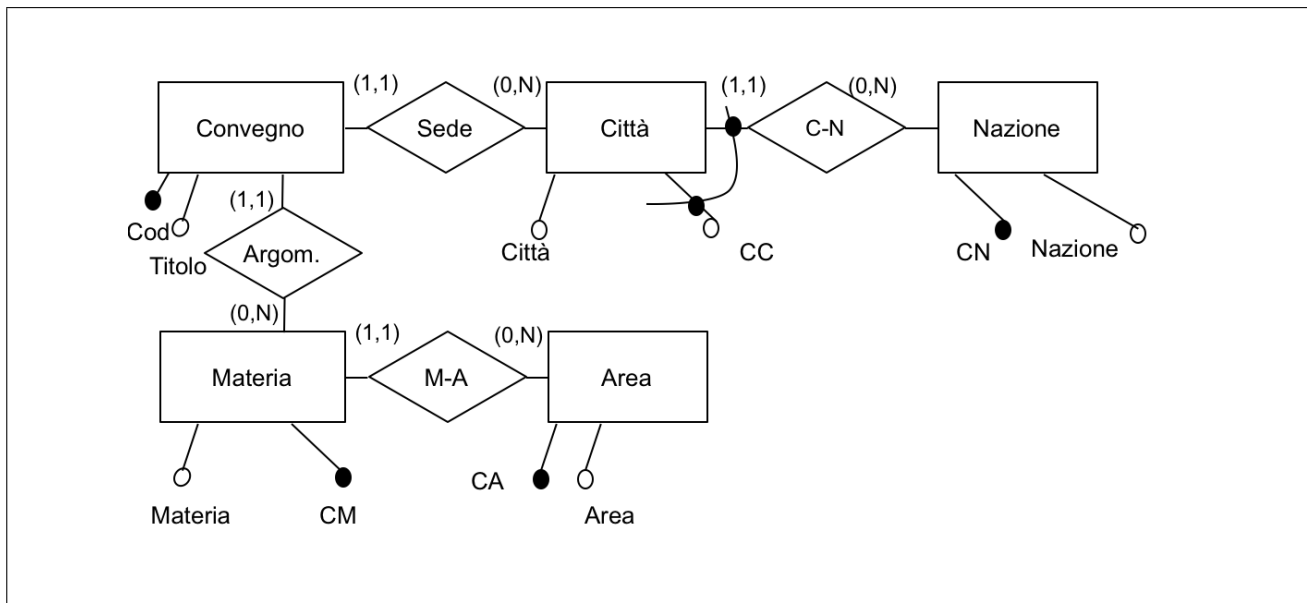 (1,1) (0,N) (1,1) (0,N)
Convegno Sede Città C-N Nazione
(1,1)
Cod
Titolo Argom. Città CC CN Nazione
(0,N) (1,1) (0,N)
Materia M-A Area
CA
Materia CM Area